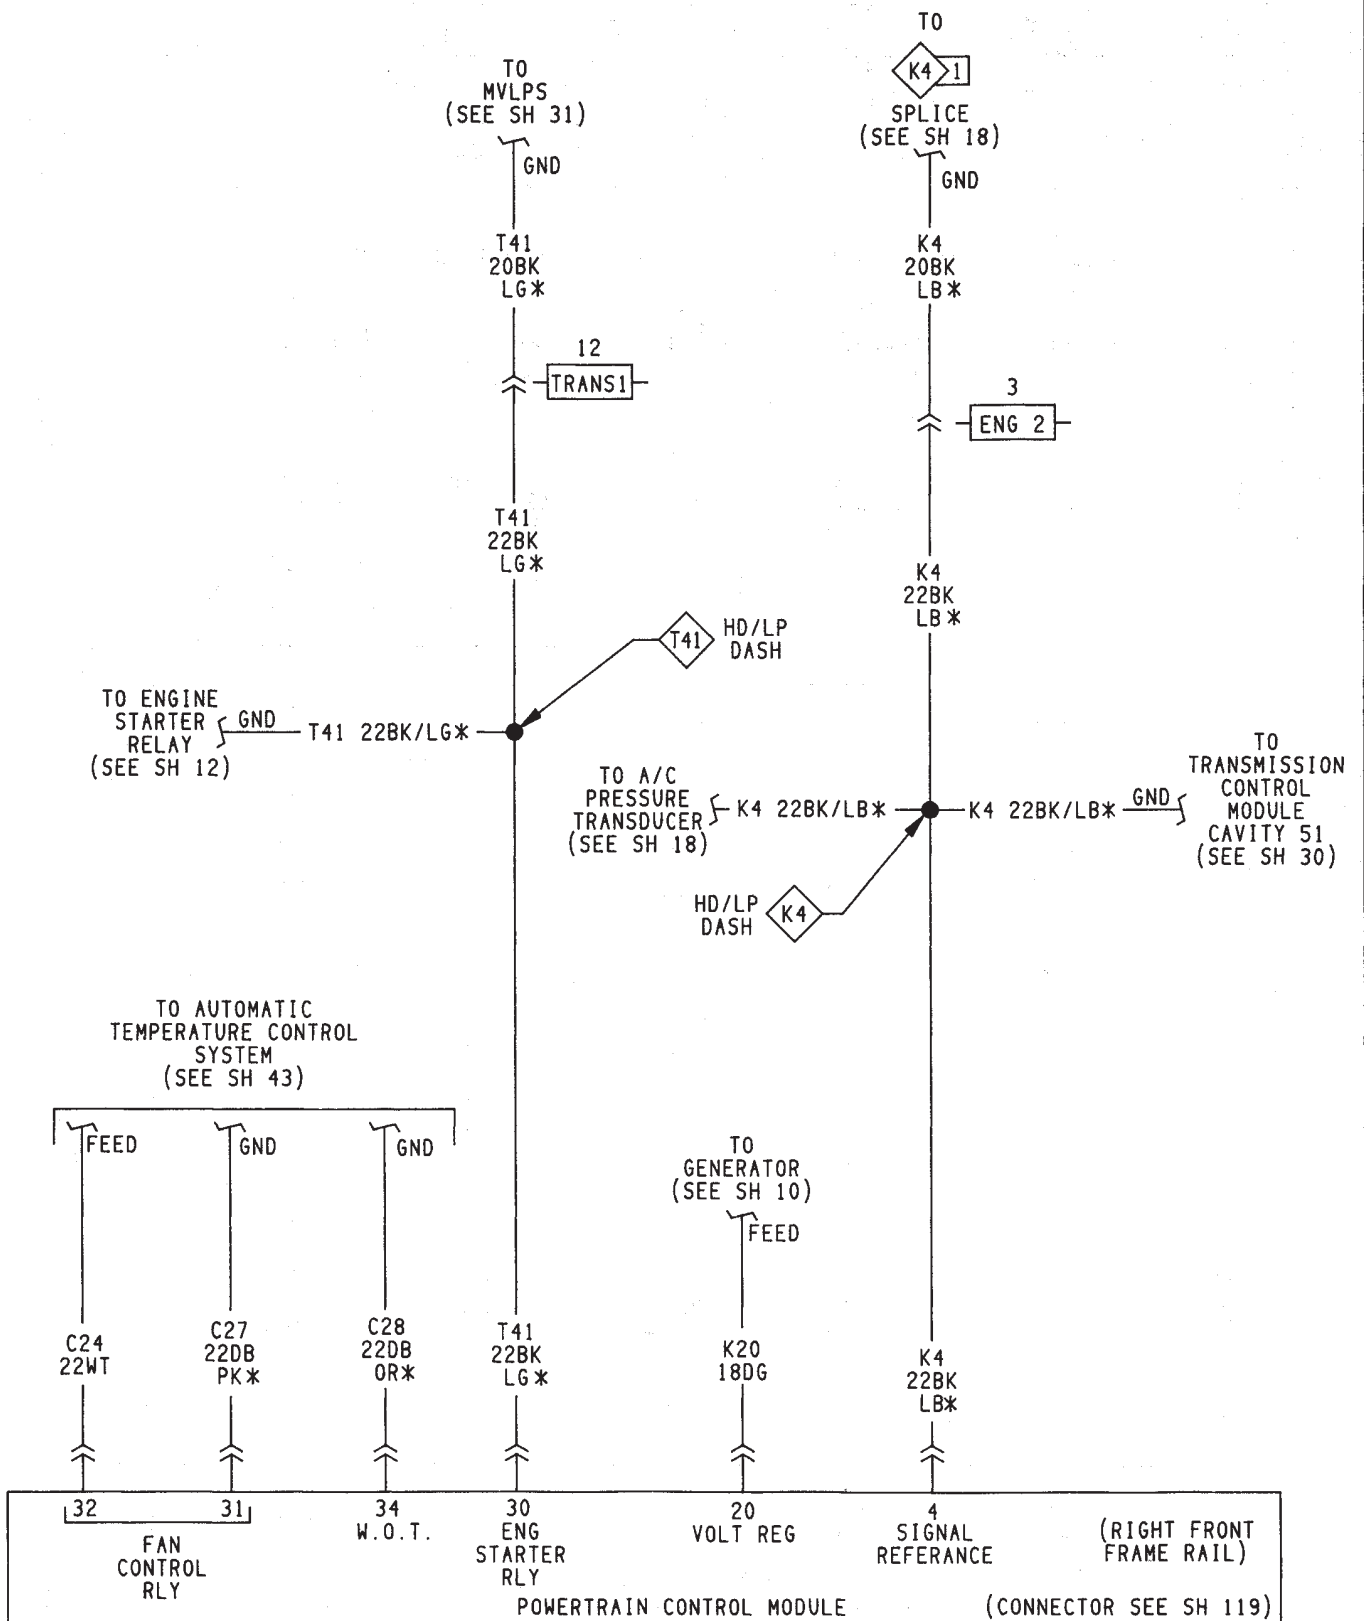 TO
K4 1
SPLICE
(SEE SH 18)
GND
TO
MVLPS
(SEE SH 31)
GND
T41
20BK
LG*
K4
20BK
LB*
12
TRANS1
3
ENG 2
T41
22BK
LG*
K4
22BK
LB*
T41
HD/LP
DASH
TO ENGINE
STARTER
RELAY
(SEE SH 12)
GND
T41 22BK/LG*
TO A/C
PRESSURE
TRANSDUCER
(SEE SH 18)
K4 22BK/LB*
K4 22BK/LB*
GND
TO
TRANSMISSION
CONTROL
MODULE
CAVITY 51
(SEE SH 30)
HD/LP
DASH
K4
TO AUTOMATIC
TEMPERATURE CONTROL
SYSTEM
(SEE SH 43)
FEED
GND
GND
TO
GENERATOR
(SEE SH 10)
FEED
C24
22WT
C27
22DB
PK*
C28
22DB
OR*
T41
22BK
LG*
K20
18DG
K4
22BK
LB*
32
31
FAN
CONTROL
RLY
34
W.O.T.
30
ENG
STARTER
RLY
20
VOLT REG
4
SIGNAL
REFERANCE
(RIGHT FRONT
FRAME RAIL)
POWERTRAIN CONTROL MODULE
(CONNECTOR SEE SH 119)